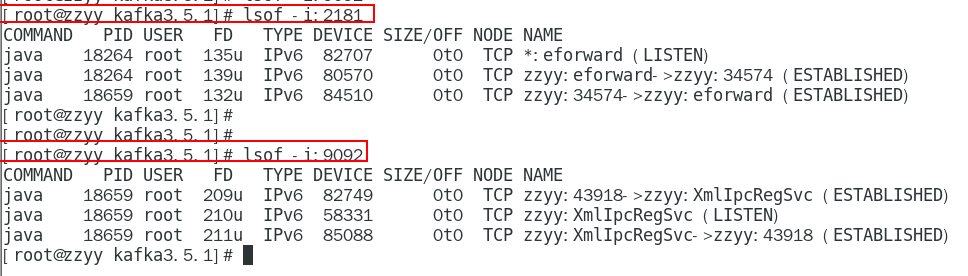 [root@zzyy kafka3.5.1]# lsof -i:2181
COMMAND   PID USER   FD   TYPE DEVICE SIZE/OFF NODE NAME
java    18264 root  135u  IPv6  82707      0t0  TCP *:eforward (LISTEN)
java    18264 root  139u  IPv6  80570      0t0  TCP zzyy:eforward->zzyy:34574 (ESTABLISHED)
java    18659 root  132u  IPv6  84510      0t0  TCP zzyy:34574->zzyy:eforward (ESTABLISHED)
[root@zzyy kafka3.5.1]#
[root@zzyy kafka3.5.1]#
[root@zzyy kafka3.5.1]# lsof -i:9092
COMMAND   PID USER   FD   TYPE DEVICE SIZE/OFF NODE NAME
java    18659 root  209u  IPv6  82749      0t0  TCP zzyy:43918->zzyy:XmlIpcRegSvc (ESTABLISHED)
java    18659 root  210u  IPv6  58331      0t0  TCP zzyy:XmlIpcRegSvc (LISTEN)
java    18659 root  211u  IPv6  85088      0t0  TCP zzyy:XmlIpcRegSvc->zzyy:43918 (ESTABLISHED)
[root@zzyy kafka3.5.1]#